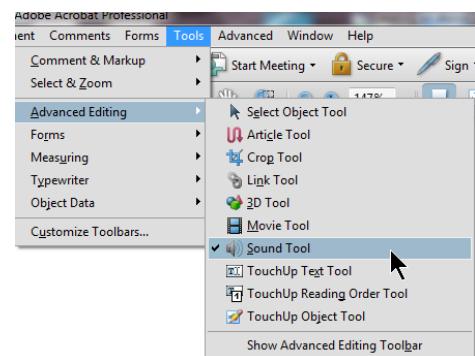 Adobe Acrobat Professional
ent Comments Forms Tools Advanced Window Help
Comment & Markup
Select & Zoom
Advanced Editing
Forms
Measuring
Typewriter
Object Data
Customize Toolbars...
Start Meeting Secure Sign
147%
Select Object Tool
Article Tool
Crop Tool
Link Tool
3D Tool
Movie Tool
Sound Tool
TouchUp Text Tool
TouchUp Reading Order Tool
TouchUp Object Tool
Show Advanced Editing Toolbar